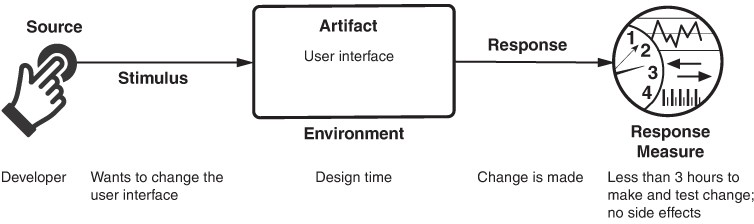 Source
Stimulus
Artifact
User interface
Environment
Response
1
2
3
4
Response
Measure
Developer
Wants to change the
user interface
Design time
Change is made
Less than 3 hours to
make and test change;
no side effects